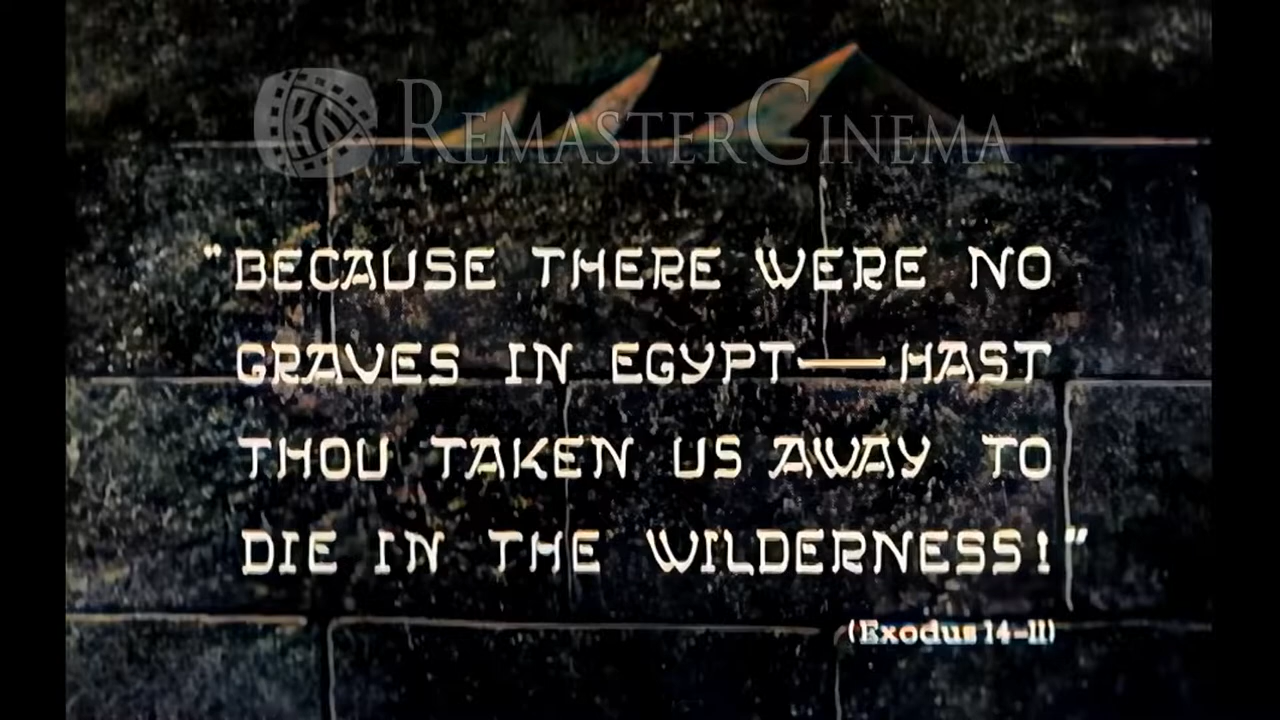 REMASTERCINEMA
"BECAUSE THERE WERE NO
GRAVES IN EGYPT—HAST
THOU TAKEN US AWAY TO
DIE IN THE WILDERNESS!"
(Exodus 14-11)